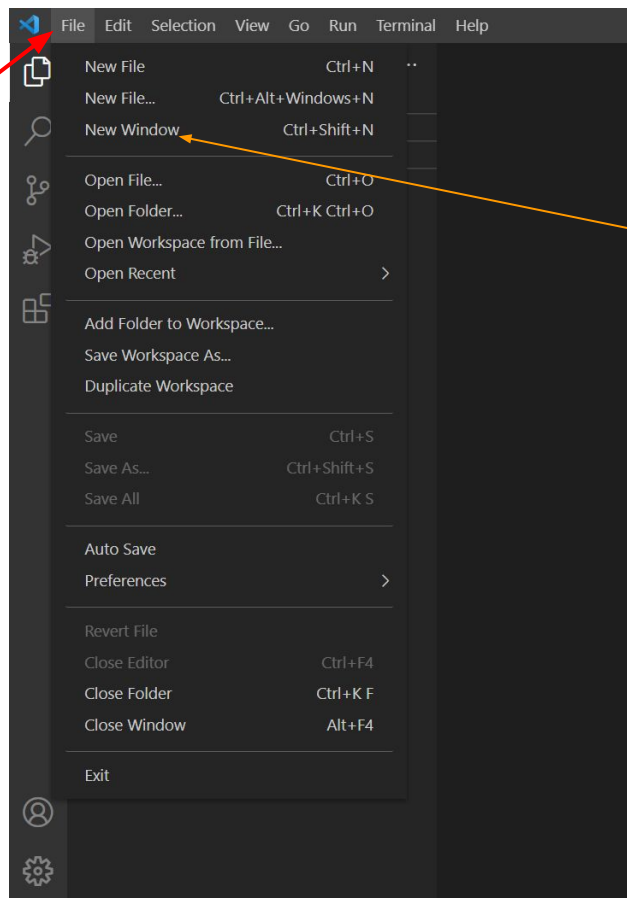 File Edit Selection View Go Run Terminal Help
New File Ctrl+N
New File... Ctrl+Alt+Windows+N
New Window Ctrl+Shift+N
Open File... Ctrl+O
Open Folder... Ctrl+K Ctrl+O
Open Workspace from File...
Open Recent
Add Folder to Workspace...
Save Workspace As...
Duplicate Workspace
Save Ctrl+S
Save As... Ctrl+Shift+S
Save All Ctrl+K S
Auto Save
Preferences
Revert File
Close Editor Ctrl+F4
Close Folder Ctrl+K F
Close Window Alt+F4
Exit